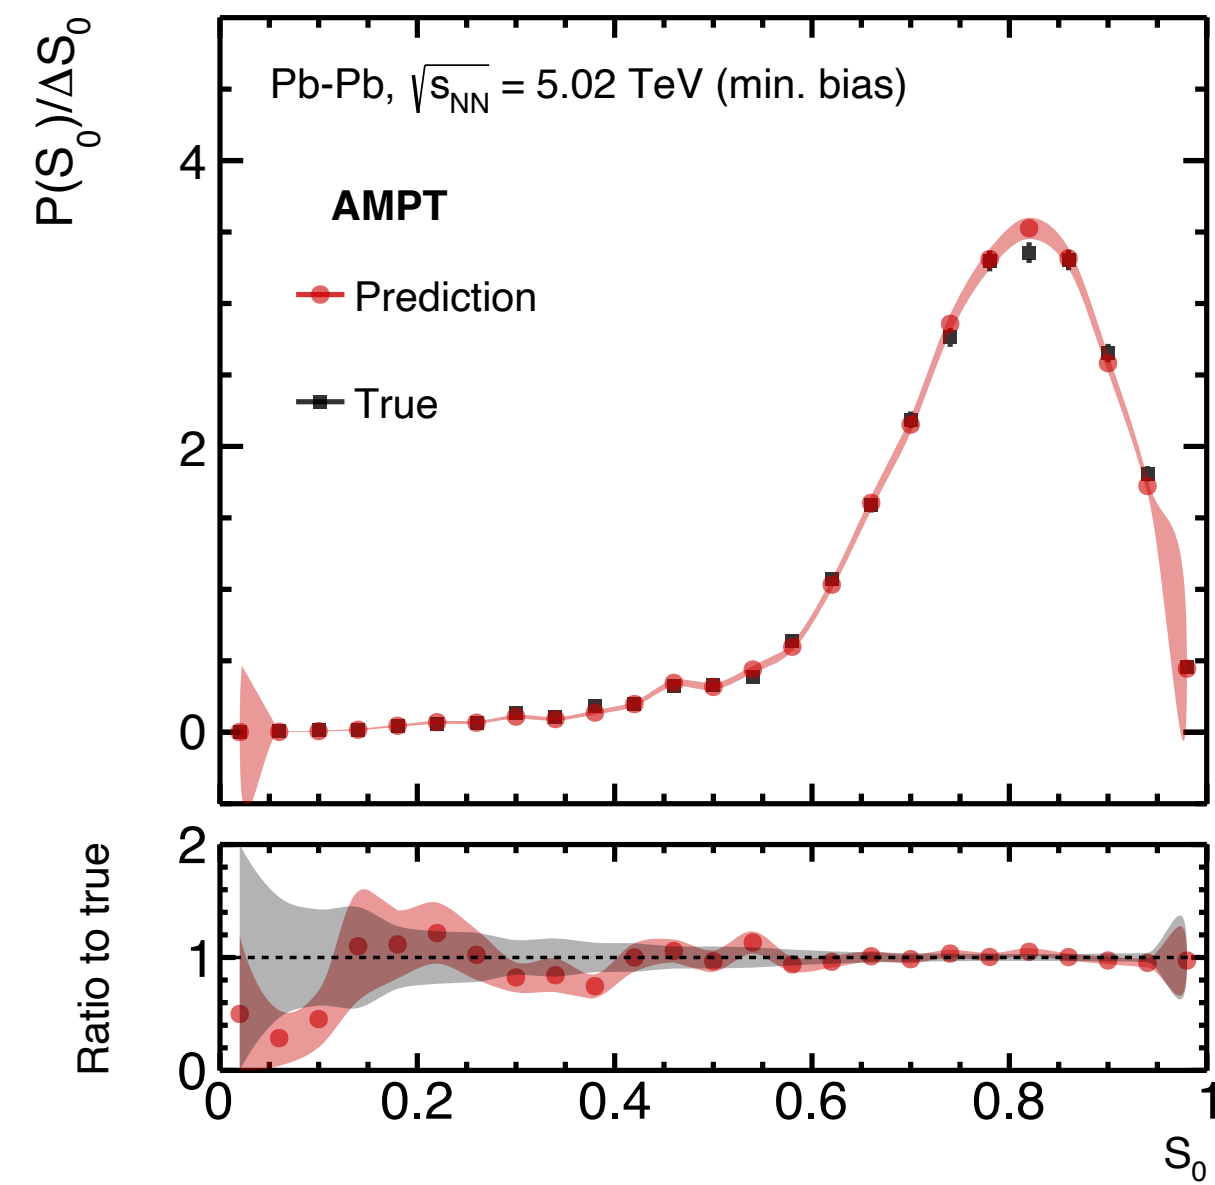 P(S₀)/ΔS₀
Pb-Pb, √s_NN = 5.02 TeV (min. bias)
AMPT
Prediction
True
4
2
0
Ratio to true
2
1
0
0 0.2 0.4 0.6 0.8 1
S₀